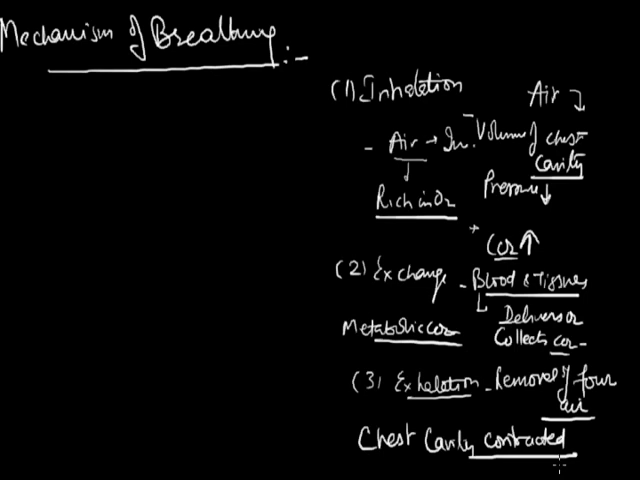 Mechanism of Breathing :-
(1) Inhalation
Air ↓
- Air → In.
Volume of chest
cavity
↓
Rich in O2
Pressure ↓
CO2 ↑
(2) Exchange - Blood & Tissues
Delivers O2
Metabolic CO2
Collects CO2 -
(3) Exhalation - Removal of four
air
Chest Cavity contracted